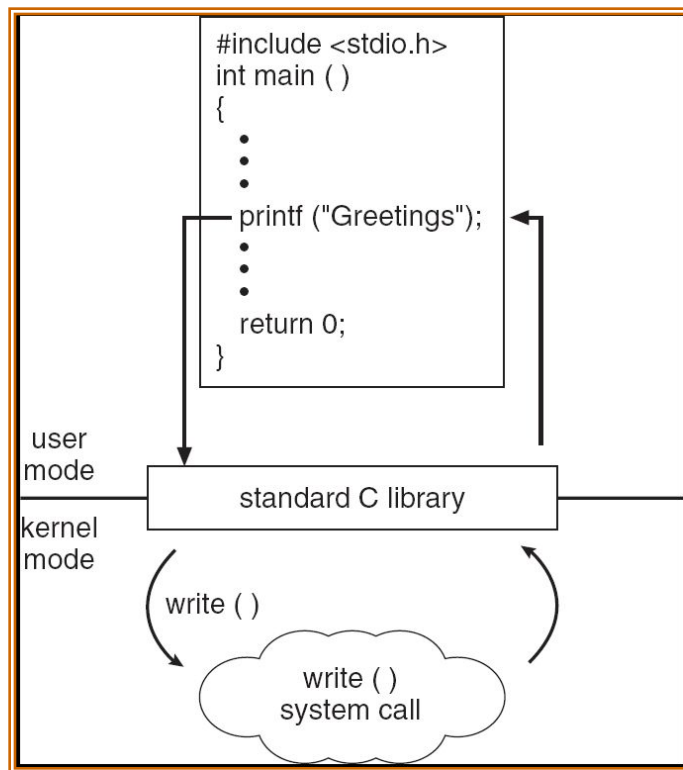 #include <stdio.h>
int main ( )
{
•
•
•
printf ("Greetings");
•
•
•
return 0;
}
user
mode
standard C library
kernel
mode
write ( )
write ( )
system call